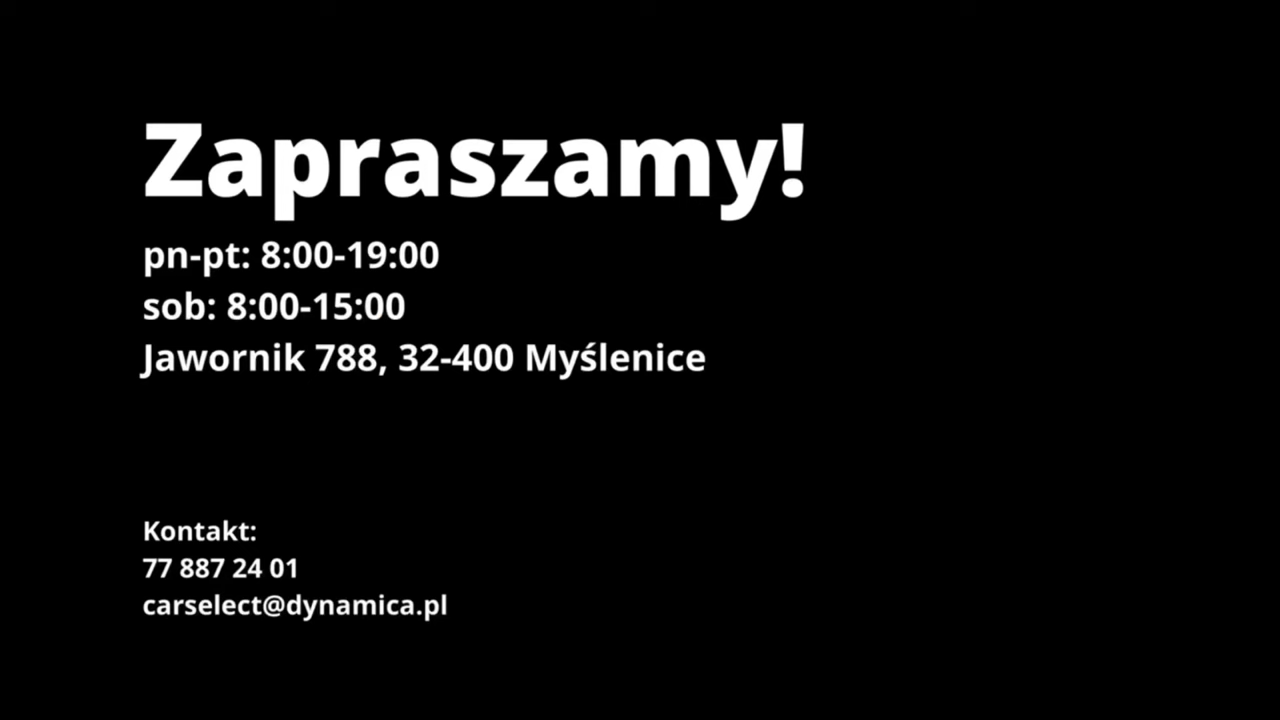 Zapraszamy!
pn-pt: 8:00-19:00
sob: 8:00-15:00
Jawornik 788, 32-400 Myślenice
Kontakt:
77 887 24 01
carselect@dynamica.pl